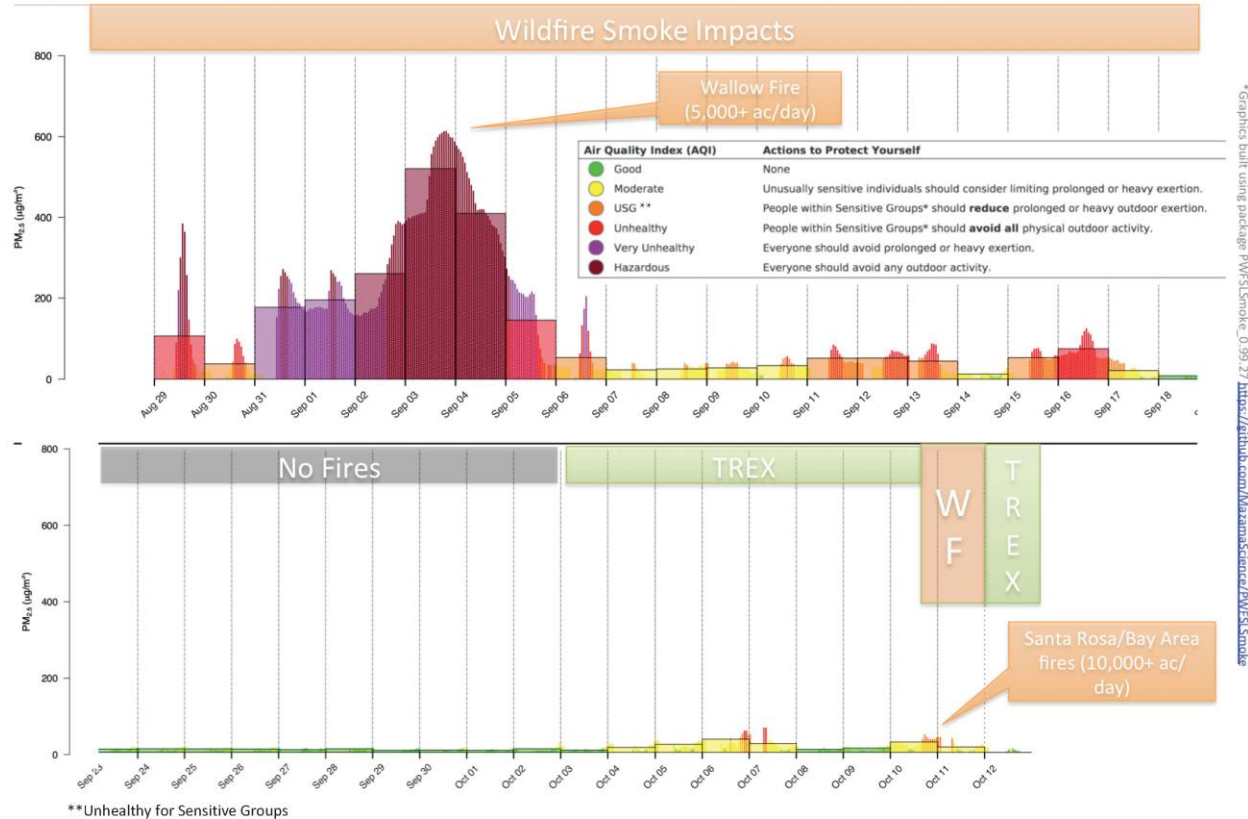 Wildfire Smoke Impacts
800
600
400
200
0
PM2.5 (µg/m³)
Wallow Fire
(5,000+ ac/day)
Air Quality Index (AQI) Actions to Protect Yourself
Good None
Moderate Unusually sensitive individuals should consider limiting prolonged or heavy exertion.
USG ** People within Sensitive Groups* should reduce prolonged or heavy outdoor exertion.
Unhealthy People within Sensitive Groups* should avoid all physical outdoor activity.
Very Unhealthy Everyone should avoid prolonged or heavy exertion.
Hazardous Everyone should avoid any outdoor activity.
Aug 29 Aug 30 Aug 31 Sep 01 Sep 02 Sep 03 Sep 04 Sep 05 Sep 06 Sep 07 Sep 08 Sep 09 Sep 10 Sep 11 Sep 12 Sep 13 Sep 14 Sep 15 Sep 16 Sep 17 Sep 18
*Graphics built using package PWFSLSmoke_0.99.27 https://github.com/MazamaScience/PWFSLSmoke
No Fires
TREX
WF
TREX
800
600
400
200
0
PM2.5 (µg/m³)
Santa Rosa/Bay Area
fires (10,000+ ac/
day)
Sep 23 Sep 24 Sep 25 Sep 26 Sep 27 Sep 28 Sep 29 Sep 30 Oct 01 Oct 02 Oct 03 Oct 04 Oct 05 Oct 06 Oct 07 Oct 08 Oct 09 Oct 10 Oct 11 Oct 12
**Unhealthy for Sensitive Groups